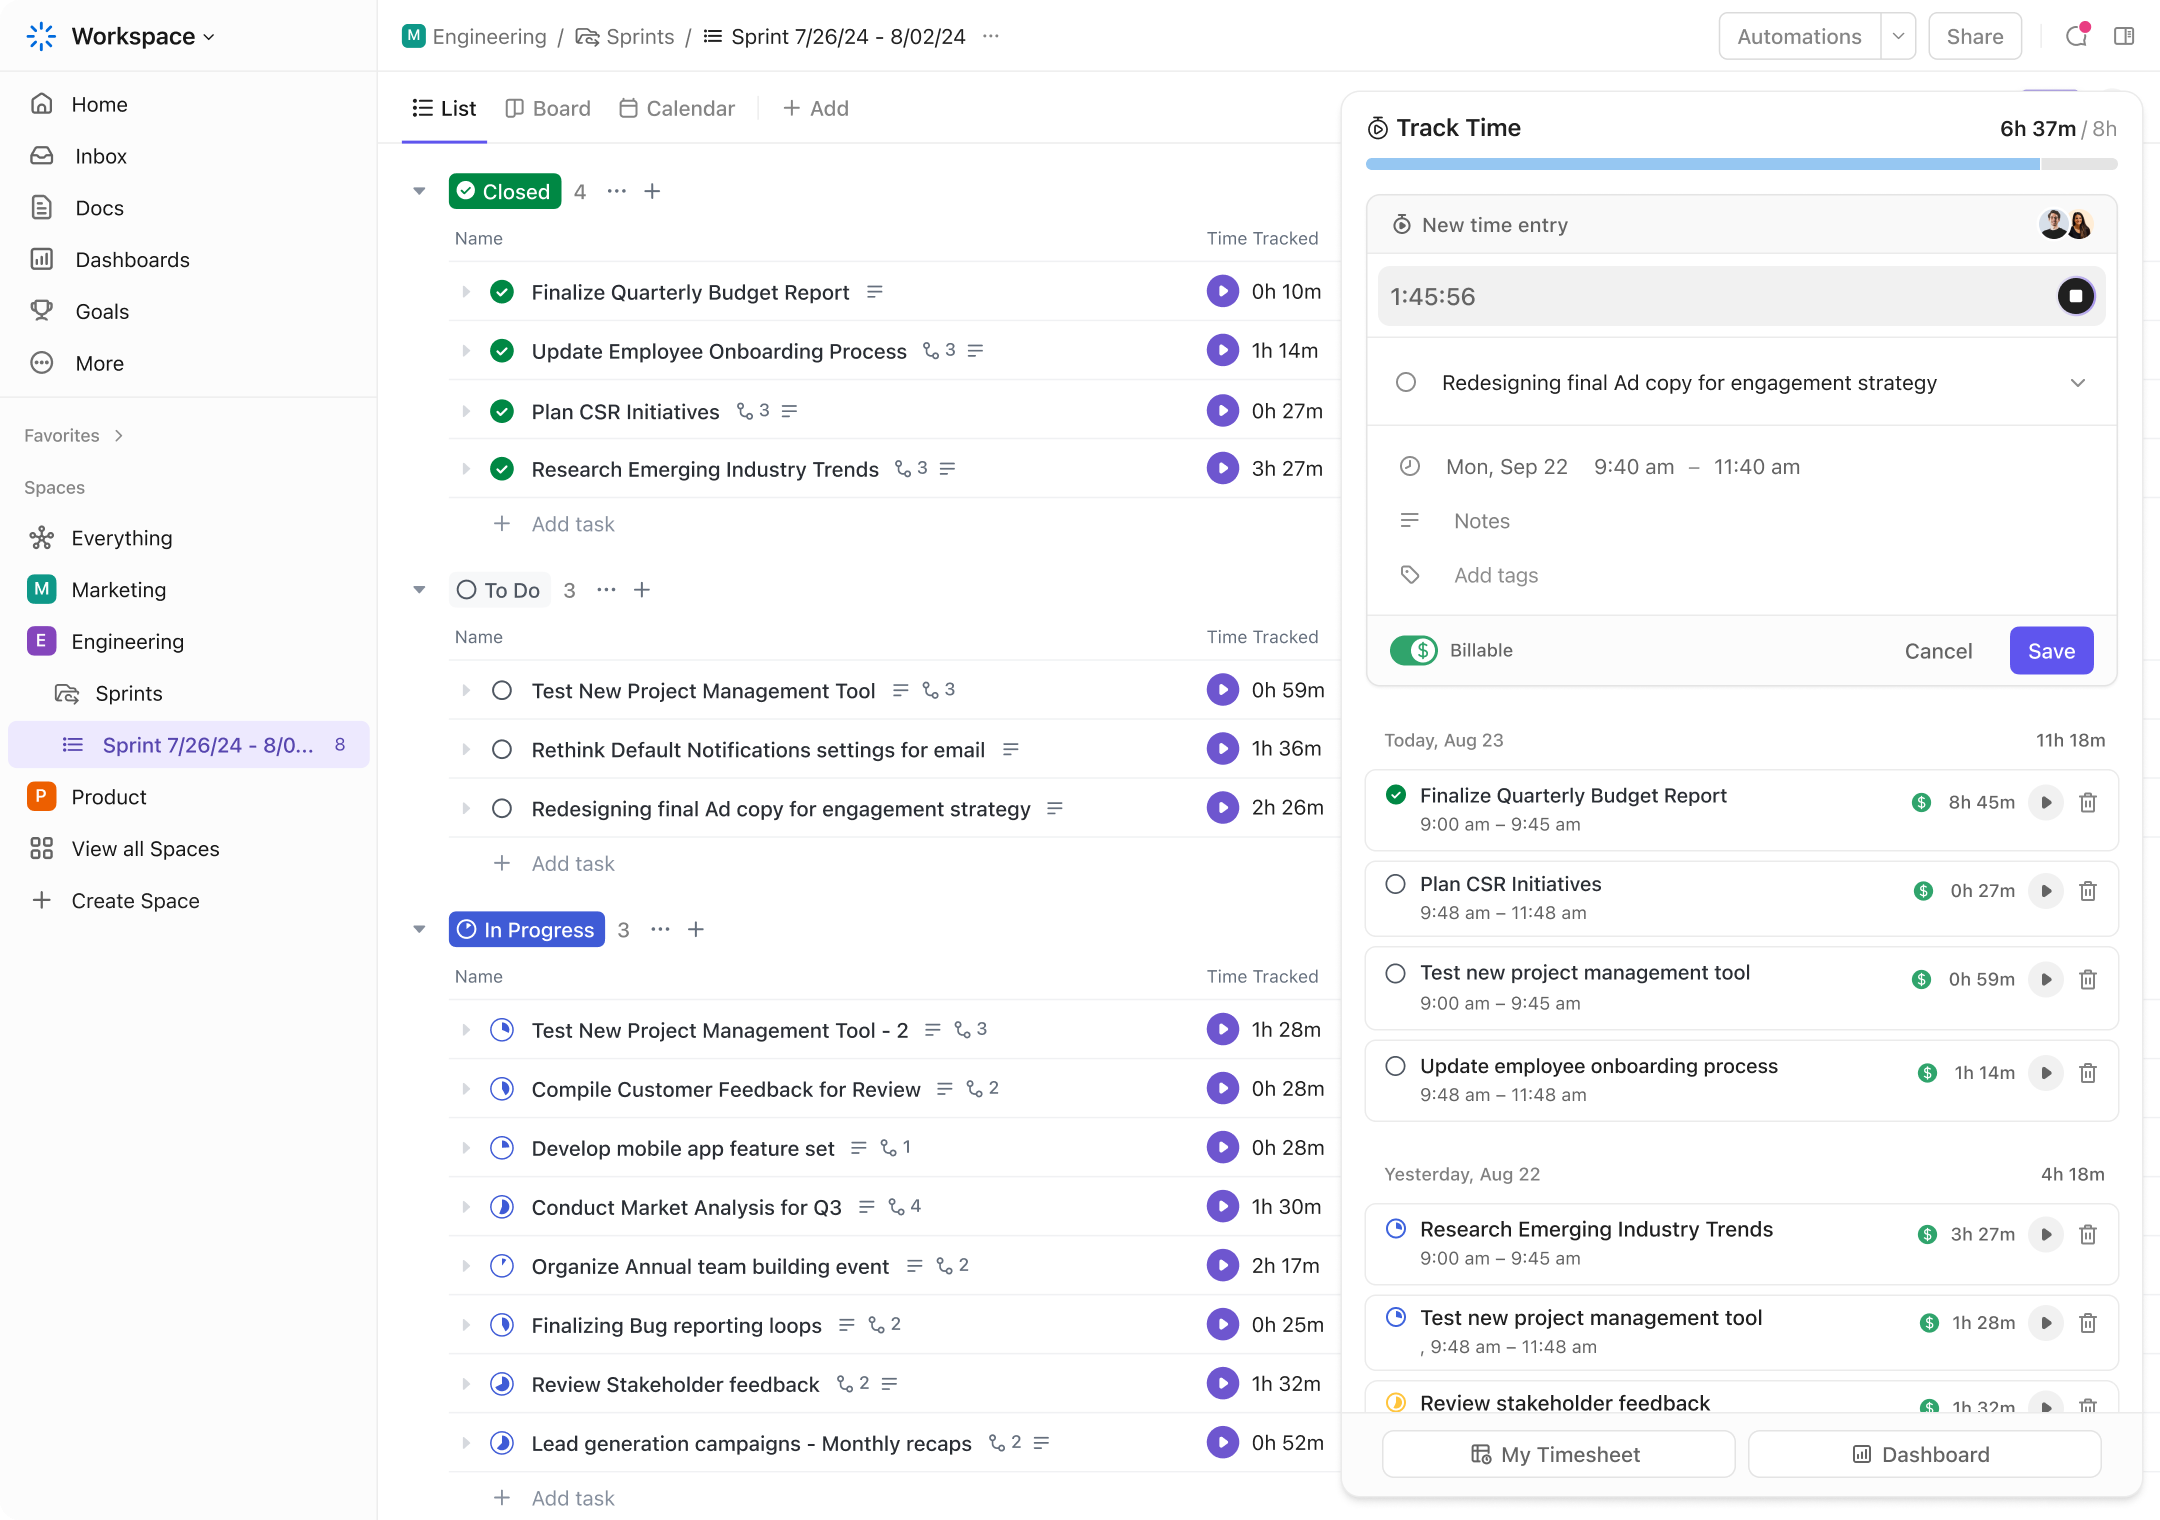 Workspace
Home
Inbox
Docs
Dashboards
Goals
More
Favorites
Spaces
Everything
M Marketing
E Engineering
Sprints
Sprint 7/26/24 - 8/0... 8
P Product
View all Spaces
Create Space
M Engineering / Sprints / Sprint 7/26/24 - 8/02/24 ...
Automations Share
List Board Calendar + Add
Closed 4 ... +
Name Time Tracked
Finalize Quarterly Budget Report 0h 10m
Update Employee Onboarding Process 3 1h 14m
Plan CSR Initiatives 3 0h 27m
Research Emerging Industry Trends 3 3h 27m
+ Add task
To Do 3 ... +
Name Time Tracked
Test New Project Management Tool 3 0h 59m
Rethink Default Notifications settings for email 1h 36m
Redesigning final Ad copy for engagement strategy 2h 26m
+ Add task
In Progress 3 ... +
Name Time Tracked
Test New Project Management Tool - 2 3 1h 28m
Compile Customer Feedback for Review 2 0h 28m
Develop mobile app feature set 1 0h 28m
Conduct Market Analysis for Q3 4 1h 30m
Organize Annual team building event 2 2h 17m
Finalizing Bug reporting loops 2 0h 25m
Review Stakeholder feedback 2 1h 32m
Lead generation campaigns - Monthly recaps 2 0h 52m
+ Add task
Track Time 6h 37m / 8h
New time entry
1:45:56
Redesigning final Ad copy for engagement strategy
Mon, Sep 22 9:40 am – 11:40 am
Notes
Add tags
$ Billable Cancel Save
Today, Aug 23 11h 18m
Finalize Quarterly Budget Report $ 8h 45m
9:00 am – 9:45 am
Plan CSR Initiatives $ 0h 27m
9:48 am – 11:48 am
Test new project management tool $ 0h 59m
9:00 am – 9:45 am
Update employee onboarding process $ 1h 14m
9:48 am – 11:48 am
Yesterday, Aug 22 4h 18m
Research Emerging Industry Trends $ 3h 27m
9:00 am – 9:45 am
Test new project management tool $ 1h 28m
, 9:48 am – 11:48 am
Review stakeholder feedback $ 1h 32m
My Timesheet Dashboard